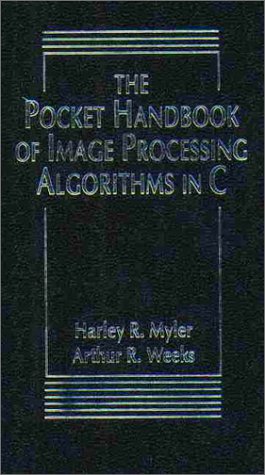 THE
POCKET HANDBOOK
OF IMAGE PROCESSING
ALGORITHMS IN C
Harley R. Myler
Arthur R. Weeks